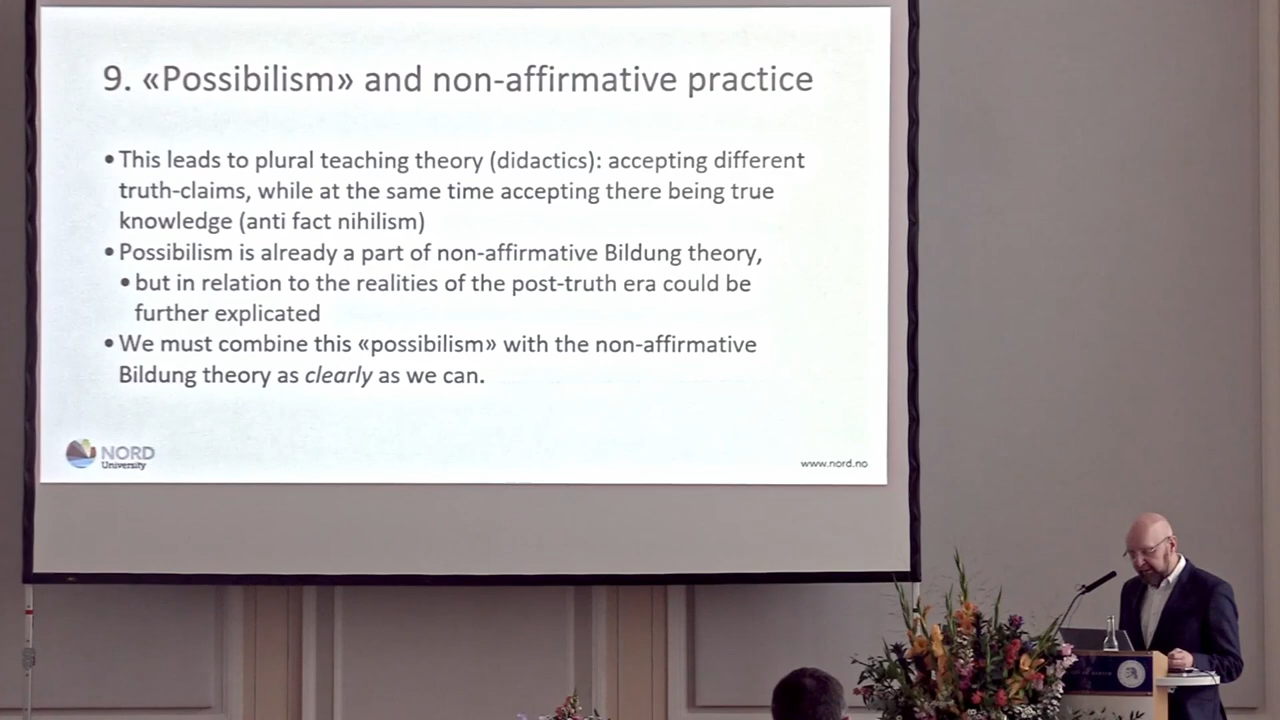 9. «Possibilism» and non-affirmative practice
• This leads to plural teaching theory (didactics): accepting different
truth-claims, while at the same time accepting there being true
knowledge (anti fact nihilism)
• Possibilism is already a part of non-affirmative Bildung theory,
• but in relation to the realities of the post-truth era could be
further explicated
• We must combine this «possibilism» with the non-affirmative
Bildung theory as clearly as we can.
NORD
University
www.nord.no